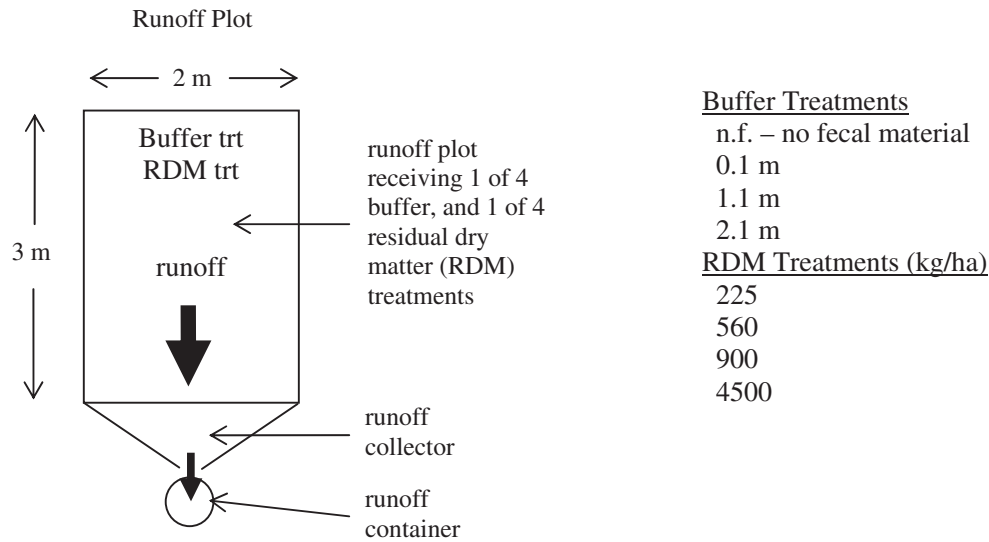 Runoff Plot
2 m
3 m
Buffer trt
RDM trt
runoff
runoff plot
receiving 1 of 4
buffer, and 1 of 4
residual dry
matter (RDM)
treatments
runoff
collector
runoff
container
Buffer Treatments
n.f. – no fecal material
0.1 m
1.1 m
2.1 m
RDM Treatments (kg/ha)
225
560
900
4500